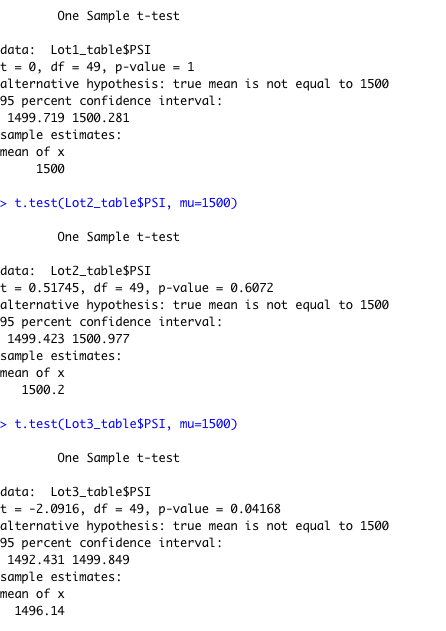 One Sample t-test
data:  Lot1_table$PSI
t = 0, df = 49, p-value = 1
alternative hypothesis: true mean is not equal to 1500
95 percent confidence interval:
1499.719 1500.281
sample estimates:
mean of x
1500
> t.test(Lot2_table$PSI, mu=1500)
One Sample t-test
data:  Lot2_table$PSI
t = 0.51745, df = 49, p-value = 0.6072
alternative hypothesis: true mean is not equal to 1500
95 percent confidence interval:
1499.423 1500.977
sample estimates:
mean of x
1500.2
> t.test(Lot3_table$PSI, mu=1500)
One Sample t-test
data:  Lot3_table$PSI
t = -2.0916, df = 49, p-value = 0.04168
alternative hypothesis: true mean is not equal to 1500
95 percent confidence interval:
1492.431 1499.849
sample estimates:
mean of x
1496.14